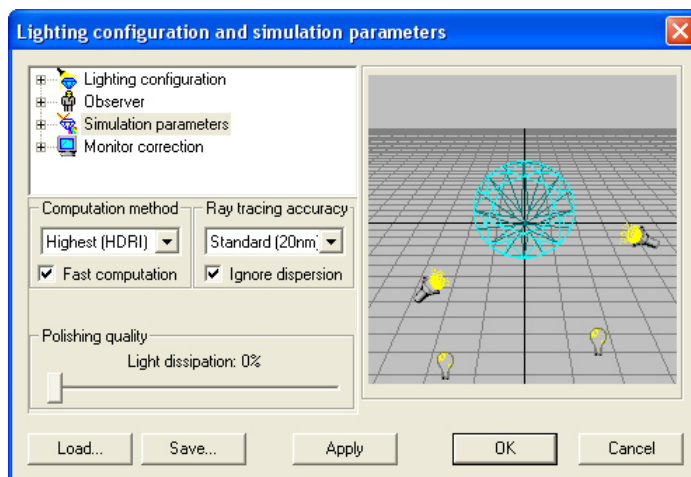 Lighting configuration and simulation parameters
Lighting configuration
Observer
Simulation parameters
Monitor correction
Computation method
Ray tracing accuracy
Highest (HDRI)
Standard (20nm)
Fast computation
Ignore dispersion
Polishing quality
Light dissipation: 0%
Load...
Save...
Apply
OK
Cancel